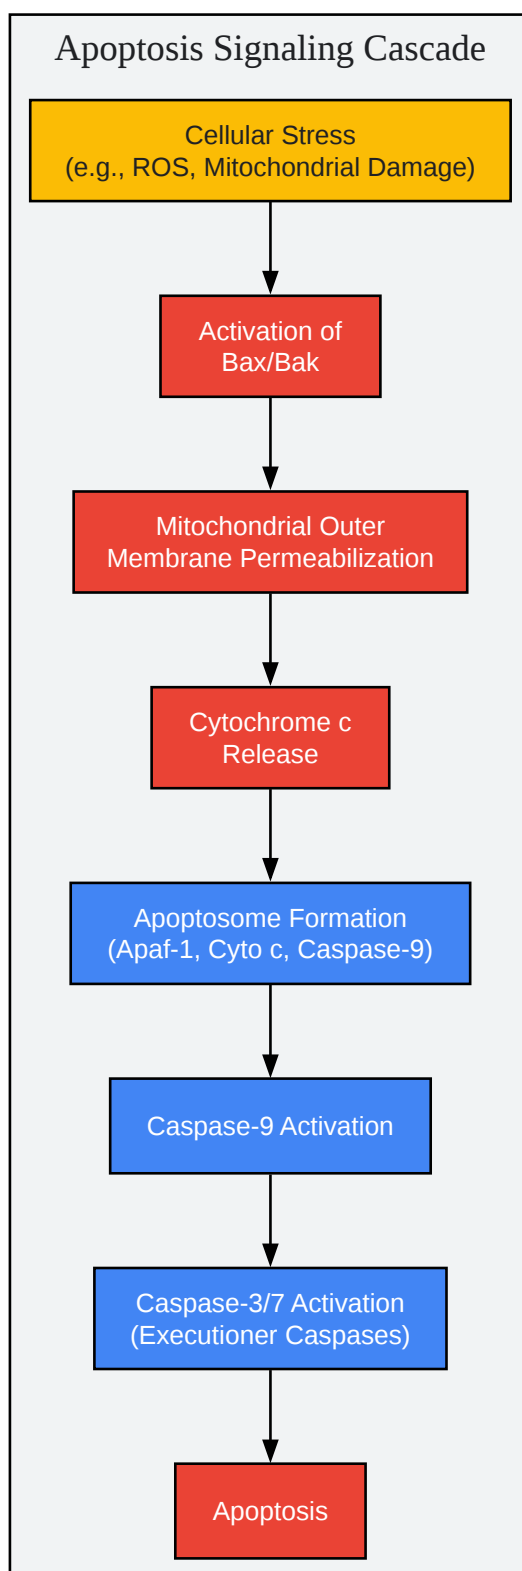 Apoptosis Signaling Cascade
Cellular Stress
(e.g., ROS, Mitochondrial Damage)
Activation of
Bax/Bak
Mitochondrial Outer
Membrane Permeabilization
Cytochrome c
Release
Apoptosome Formation
(Apaf-1, Cyto c, Caspase-9)
Caspase-9 Activation
Caspase-3/7 Activation
(Executioner Caspases)
Apoptosis